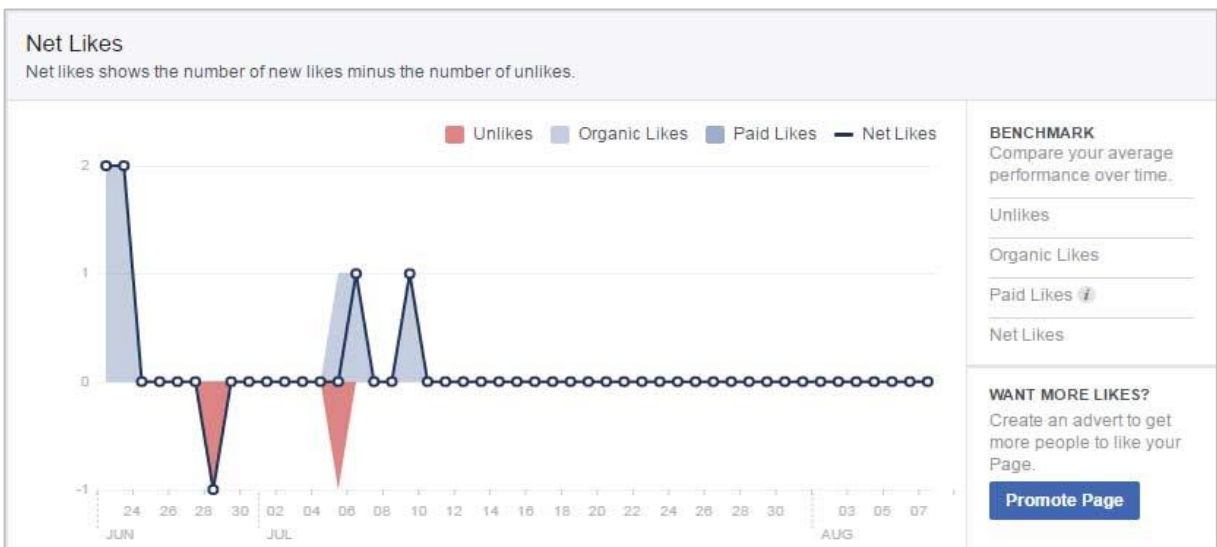 Net Likes
Net likes shows the number of new likes minus the number of unlikes.
Unlikes Organic Likes Paid Likes Net Likes
2
1
0
-1
24 26 28 30 02 04 06 08 10 12 14 16 18 20 22 24 26 28 30 03 05 07
JUN JUL AUG
BENCHMARK
Compare your average
performance over time.
Unlikes
Organic Likes
Paid Likes i
Net Likes
WANT MORE LIKES?
Create an advert to get
more people to like your
Page.
Promote Page